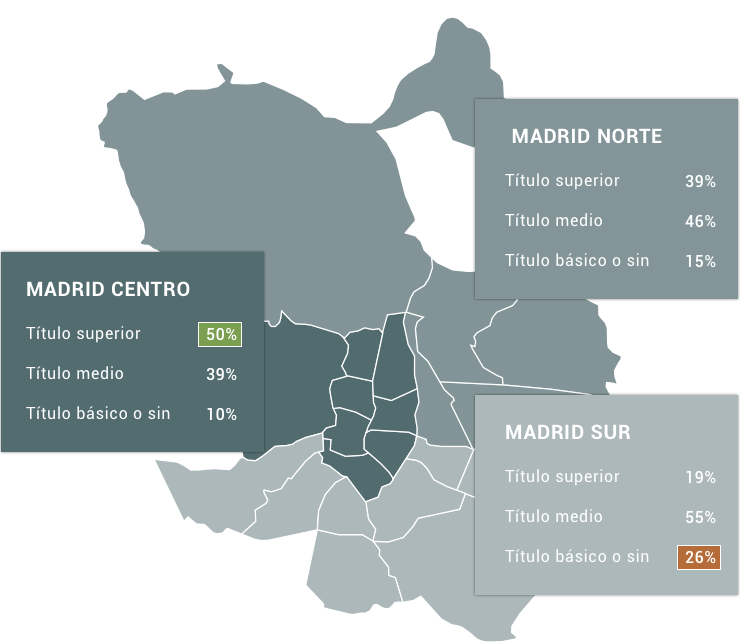 MADRID NORTE
Título superior 39%
Título medio 46%
Título básico o sin 15%
MADRID CENTRO
Título superior 50%
Título medio 39%
Título básico o sin 10%
MADRID SUR
Título superior 19%
Título medio 55%
Título básico o sin 26%